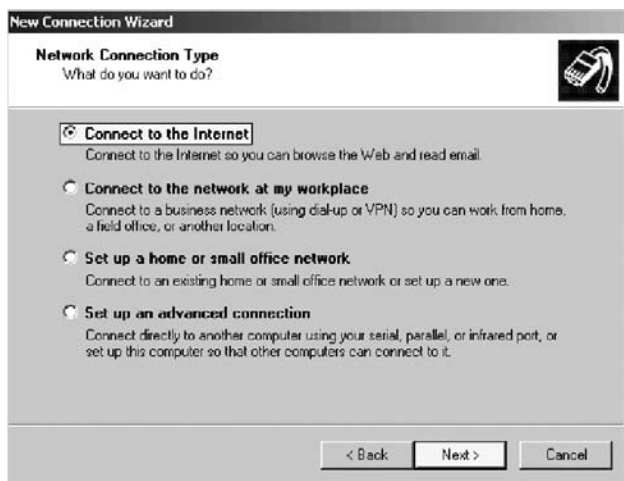 New Connection Wizard
Network Connection Type
What do you want to do?
Connect to the Internet
Connect to the Internet so you can browse the Web and read email.
Connect to the network at my workplace
Connect to a business network (using dial-up or VPN) so you can work from home,
a field office, or another location.
Set up a home or small office network
Connect to an existing home or small office network or set up a new one.
Set up an advanced connection
Connect directly to another computer using your serial, parallel, or infrared port, or
set up this computer so that other computers can connect to it.
< Back Next > Cancel